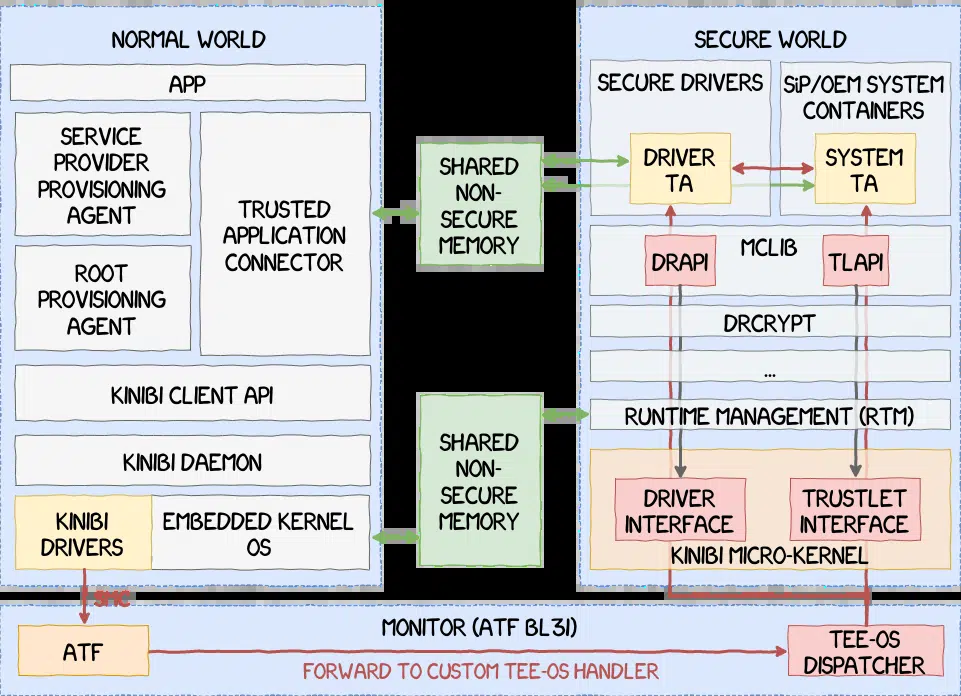 NORMAL WORLD
APP
SERVICE
PROVIDER
PROVISIONING
AGENT
TRUSTED
APPLICATION
CONNECTOR
ROOT
PROVISIONING
AGENT
KINIBI CLIENT API
KINIBI DAEMON
KINIBI
DRIVERS
EMBEDDED KERNEL
OS
SHARED
NON-
SECURE
MEMORY
SHARED
NON-
SECURE
MEMORY
SECURE WORLD
SECURE DRIVERS
SiP/OEM SYSTEM
CONTAINERS
DRIVER
TA
SYSTEM
TA
MCLIB
DRAPI
TLAPI
DRCRYPT
...
RUNTIME MANAGEMENT (RTM)
DRIVER
INTERFACE
TRUSTLET
INTERFACE
KINIBI MICRO-KERNEL
SMC
MONITOR (ATF BL31)
ATF
FORWARD TO CUSTOM TEE-OS HANDLER
TEE-OS
DISPATCHER